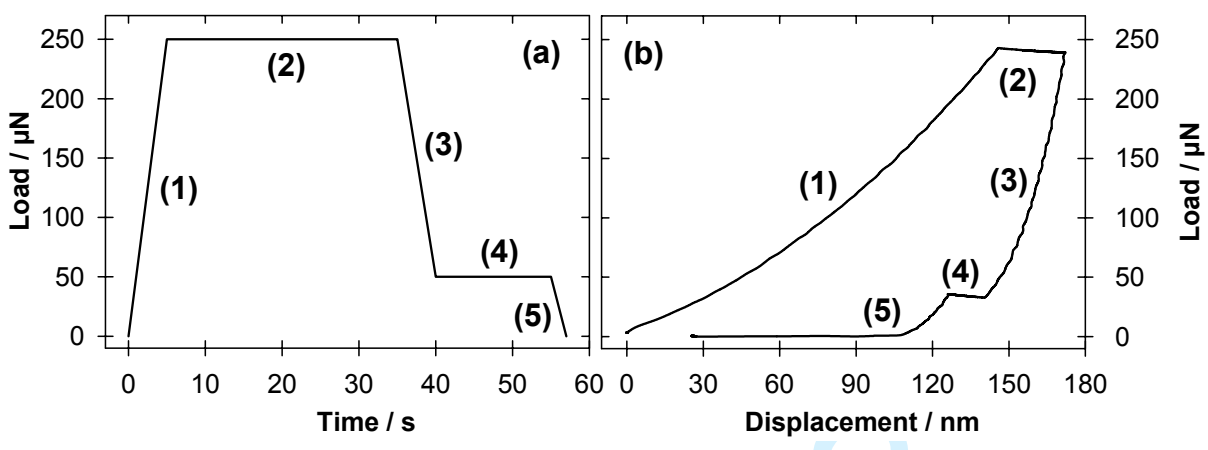 250
200
150
100
50
0
Load / µN
(a)
(1)
(2)
(3)
(4)
(5)
0 10 20 30 40 50 60
Time / s
(b)
(1)
(2)
(3)
(4)
(5)
250
200
150
100
50
0
Load / µN
0 30 60 90 120 150 180
Displacement / nm